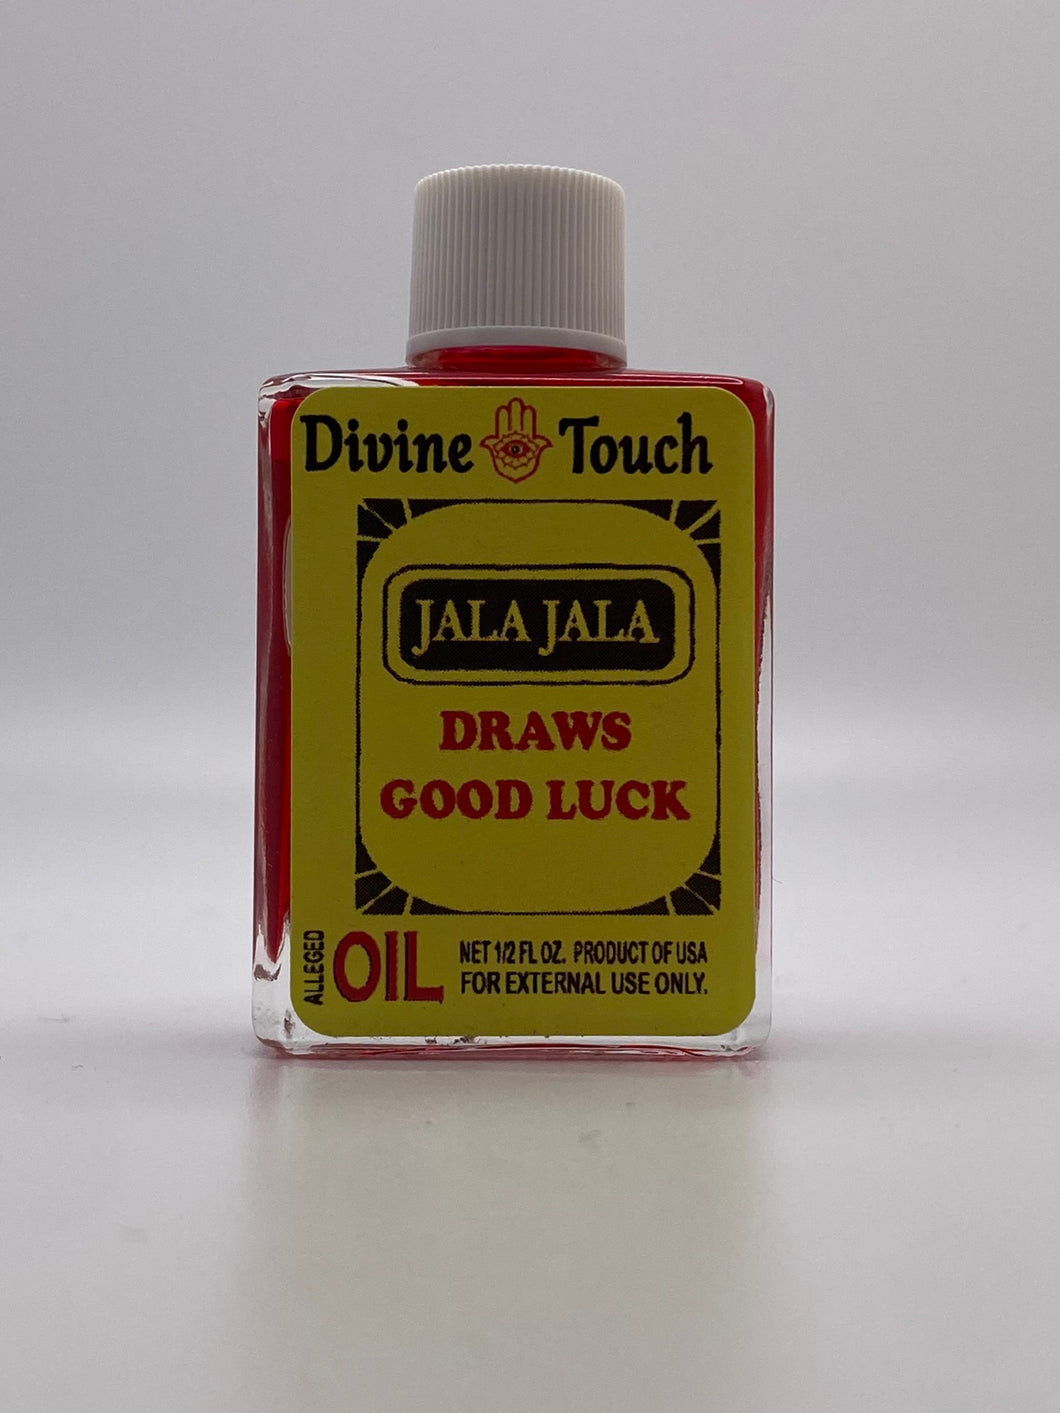 Divine Touch
JALA JALA
DRAWS
GOOD LUCK
ALLEGED
OIL
NET 1/2 FL OZ. PRODUCT OF USA
FOR EXTERNAL USE ONLY.